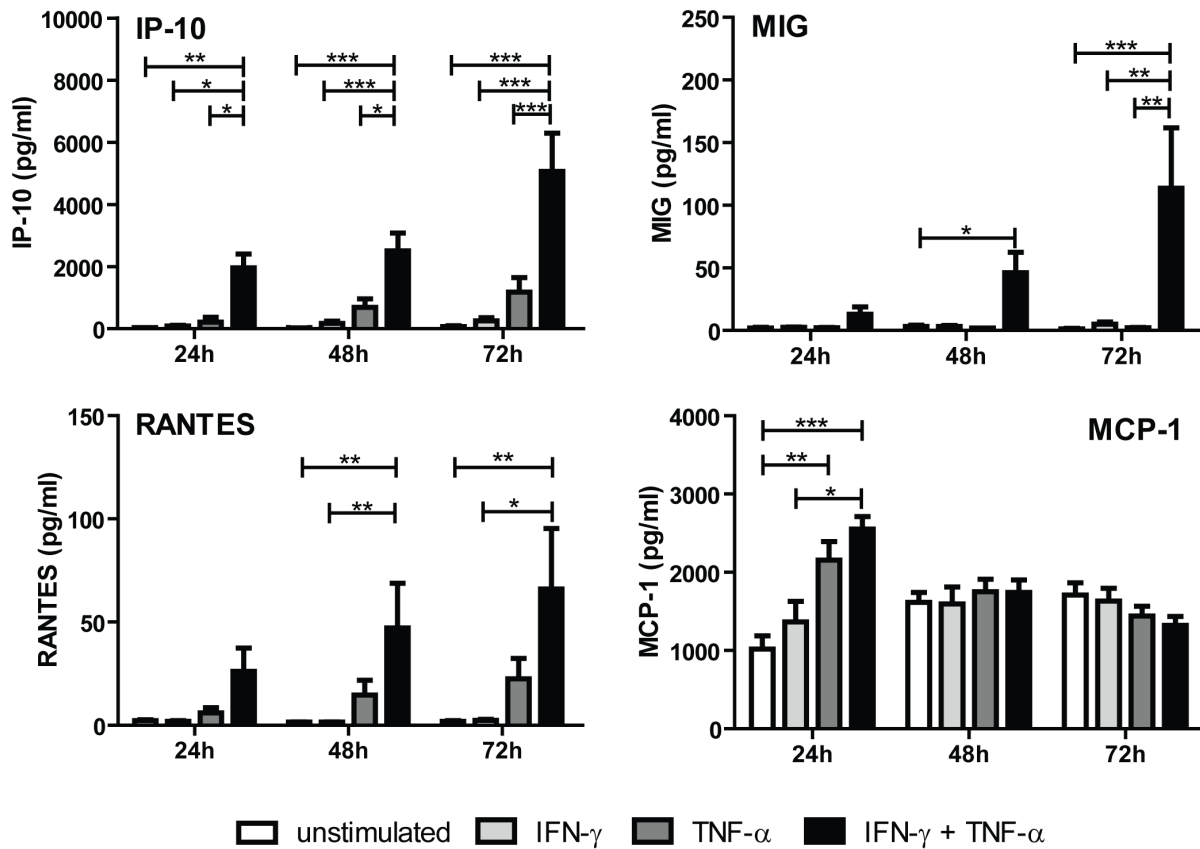 IP-10
IP-10 (pg/ml)
10000
8000
6000
4000
2000
0
** *** ***
* *** ***
* * ***
24h 48h 72h
MIG
MIG (pg/ml)
250
200
150
100
50
0
***
**
**
*
24h 48h 72h
RANTES
RANTES (pg/ml)
150
100
50
0
** **
** *
24h 48h 72h
MCP-1
MCP-1 (pg/ml)
4000
3000
2000
1000
0
***
**
*
24h 48h 72h
unstimulated IFN-γ TNF-α IFN-γ + TNF-α